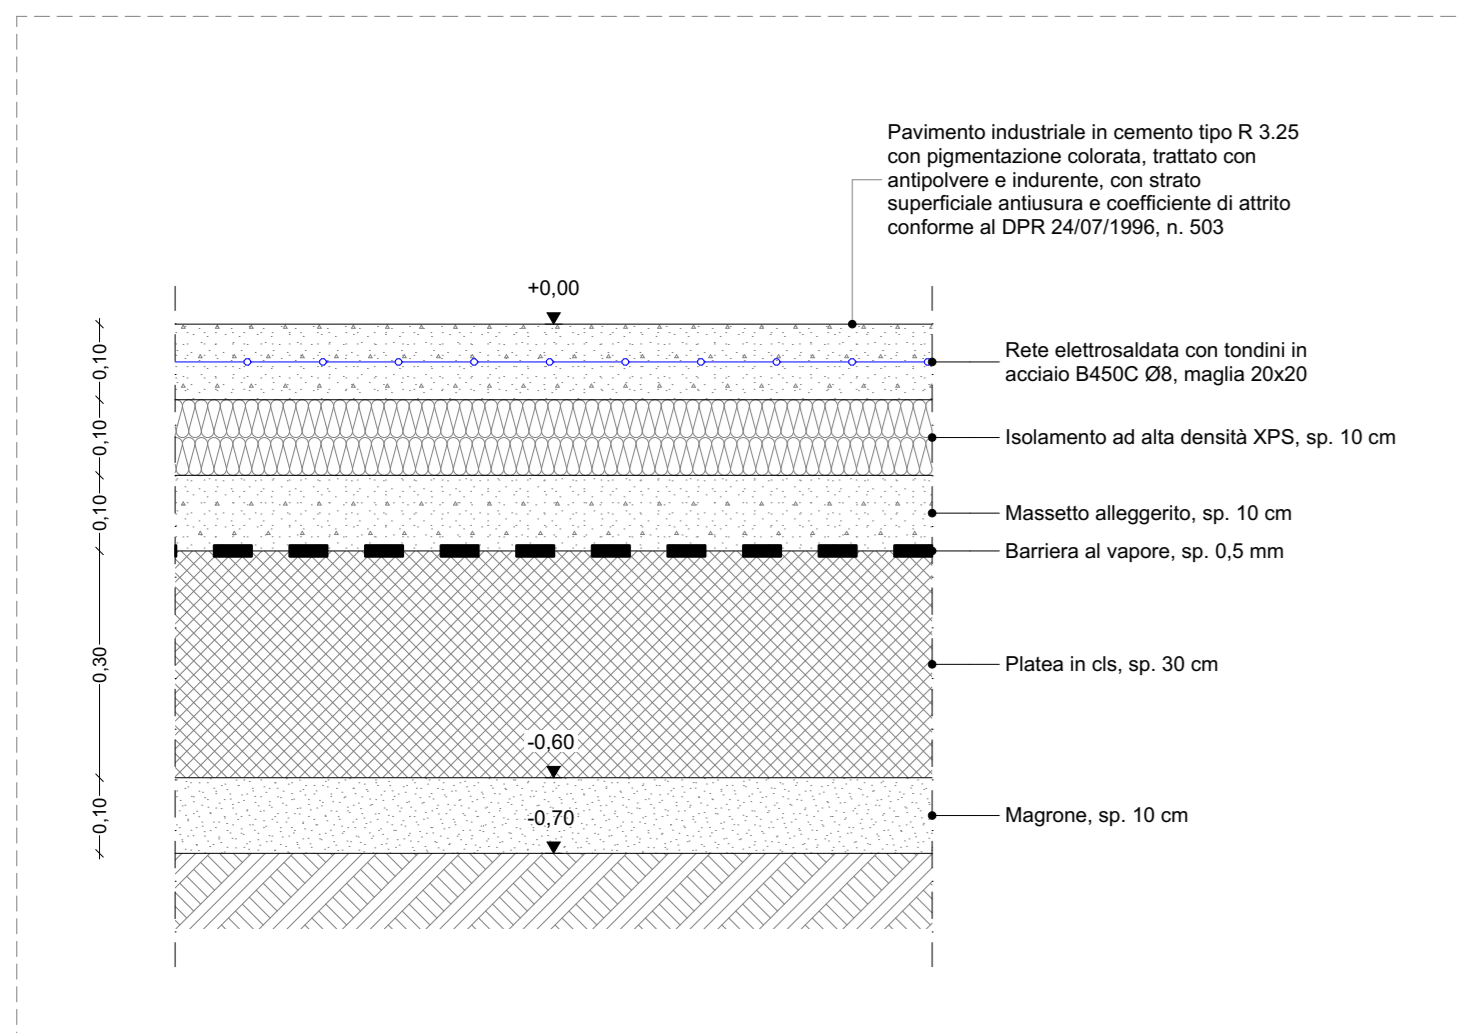 Pavimento industriale in cemento tipo R 3.25
con pigmentazione colorata, trattato con
antipolvere e indurente, con strato
superficiale antiusura e coefficiente di attrito
conforme al DPR 24/07/1996, n. 503
+0,00
0,10
Rete elettrosaldata con tondini in
acciaio B450C Ø8, maglia 20x20
0,10
Isolamento ad alta densità XPS, sp. 10 cm
0,10
Massetto alleggerito, sp. 10 cm
Barriera al vapore, sp. 0,5 mm
0,30
Platea in cls, sp. 30 cm
-0,60
0,10
-0,70
Magrone, sp. 10 cm